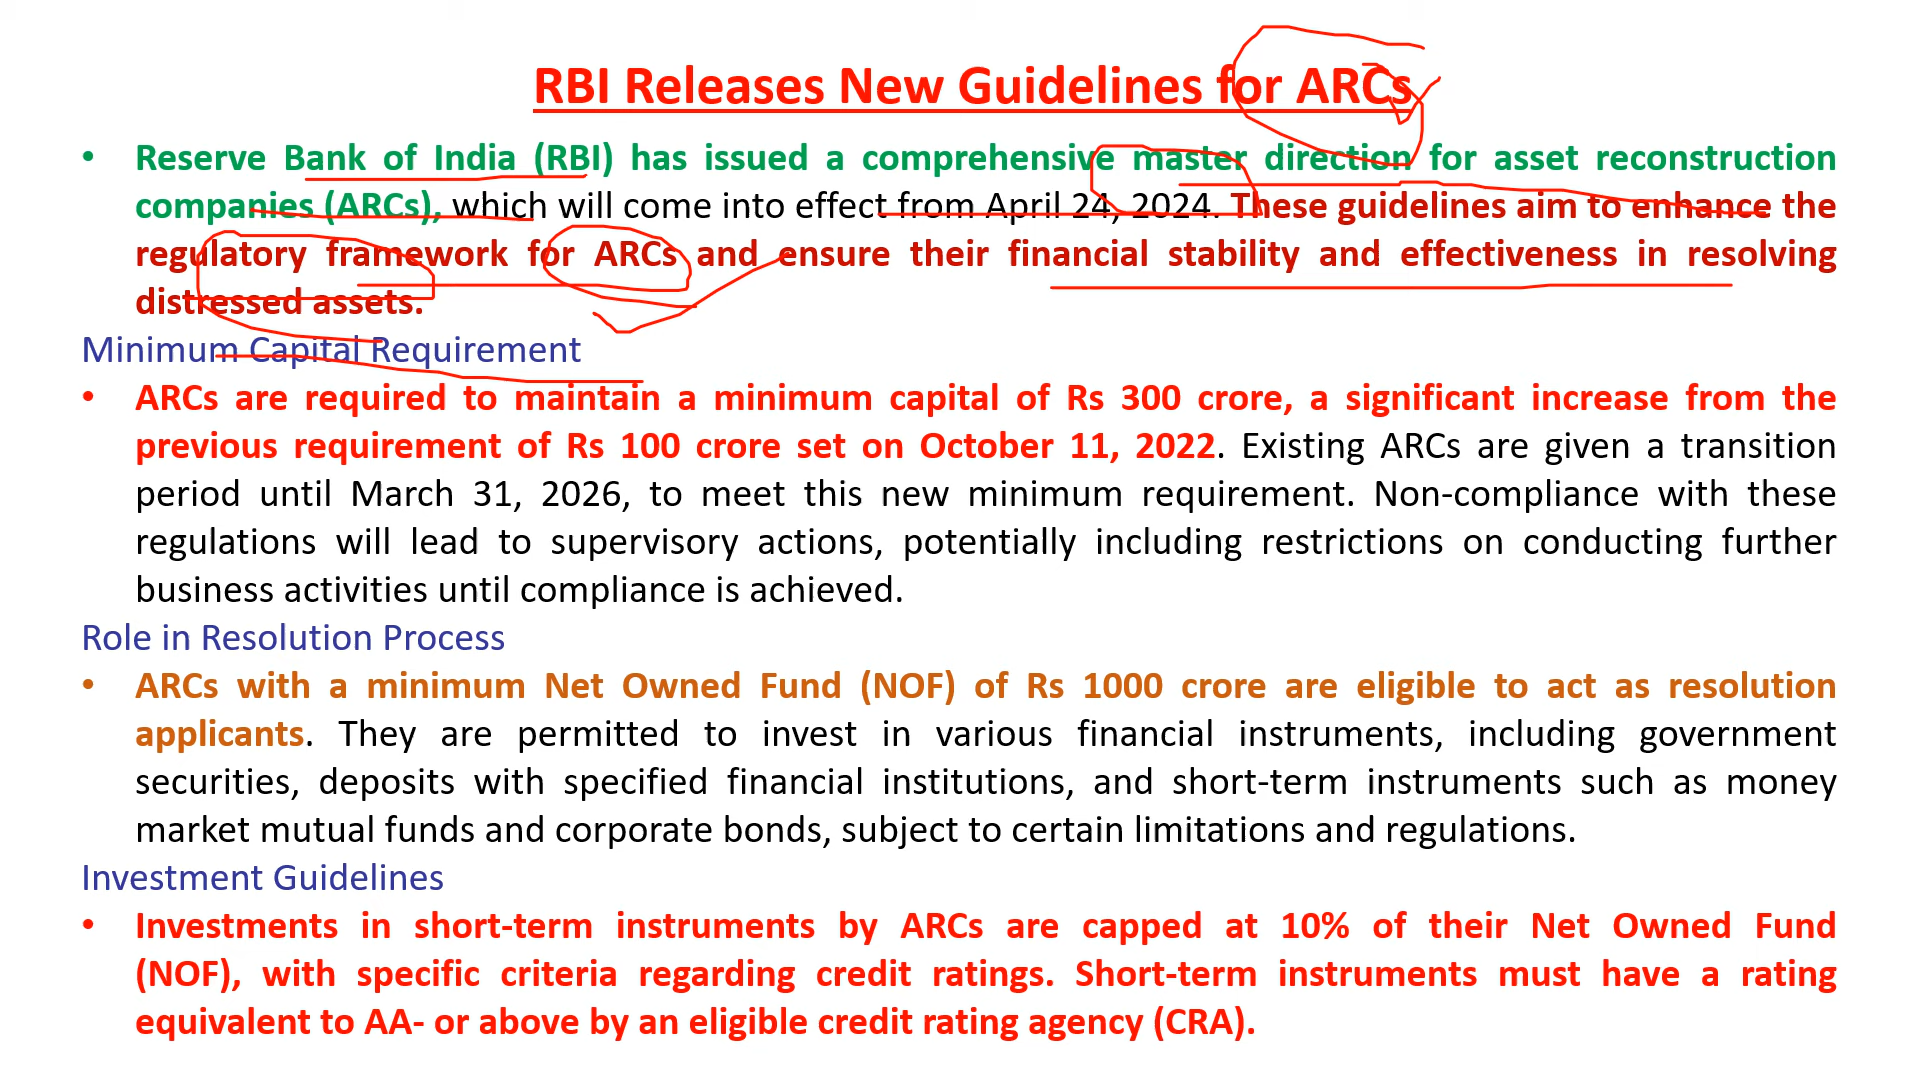 RBI Releases New Guidelines for ARCs
• Reserve Bank of India (RBI) has issued a comprehensive master direction for asset reconstruction
companies (ARCs), which will come into effect from April 24, 2024. These guidelines aim to enhance the
regulatory framework for ARCs and ensure their financial stability and effectiveness in resolving
distressed assets.
Minimum Capital Requirement
• ARCs are required to maintain a minimum capital of Rs 300 crore, a significant increase from the
previous requirement of Rs 100 crore set on October 11, 2022. Existing ARCs are given a transition
period until March 31, 2026, to meet this new minimum requirement. Non-compliance with these
regulations will lead to supervisory actions, potentially including restrictions on conducting further
business activities until compliance is achieved.
Role in Resolution Process
• ARCs with a minimum Net Owned Fund (NOF) of Rs 1000 crore are eligible to act as resolution
applicants. They are permitted to invest in various financial instruments, including government
securities, deposits with specified financial institutions, and short-term instruments such as money
market mutual funds and corporate bonds, subject to certain limitations and regulations.
Investment Guidelines
• Investments in short-term instruments by ARCs are capped at 10% of their Net Owned Fund
(NOF), with specific criteria regarding credit ratings. Short-term instruments must have a rating
equivalent to AA- or above by an eligible credit rating agency (CRA).